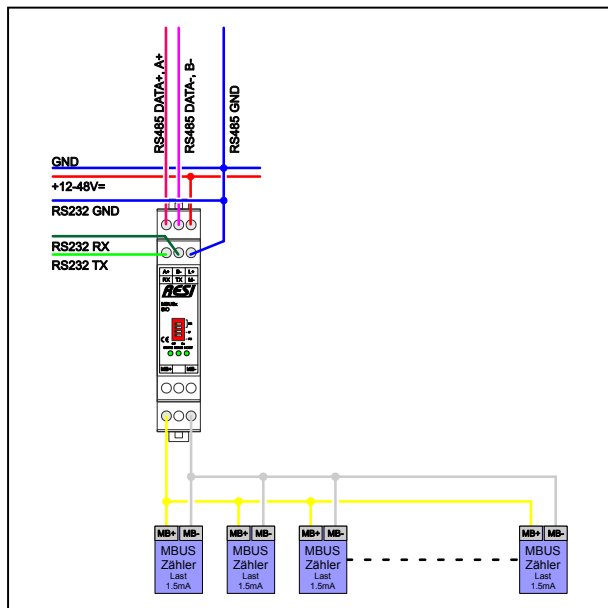 RS485 DATA+, A+
RS485 DATA-, B-
RS485 GND
GND
+12-48V=
RS232 GND
RS232 RX
RS232 TX
A+ B- L+
RX TX M-
RESI
MB+ MB-
MB+ MB- MB+ MB- MB+ MB- MB+ MB-
MBUS MBUS MBUS MBUS
Zähler Zähler Zähler Zähler
Last Last Last Last
1.5mA 1.5mA 1.5mA 1.5mA